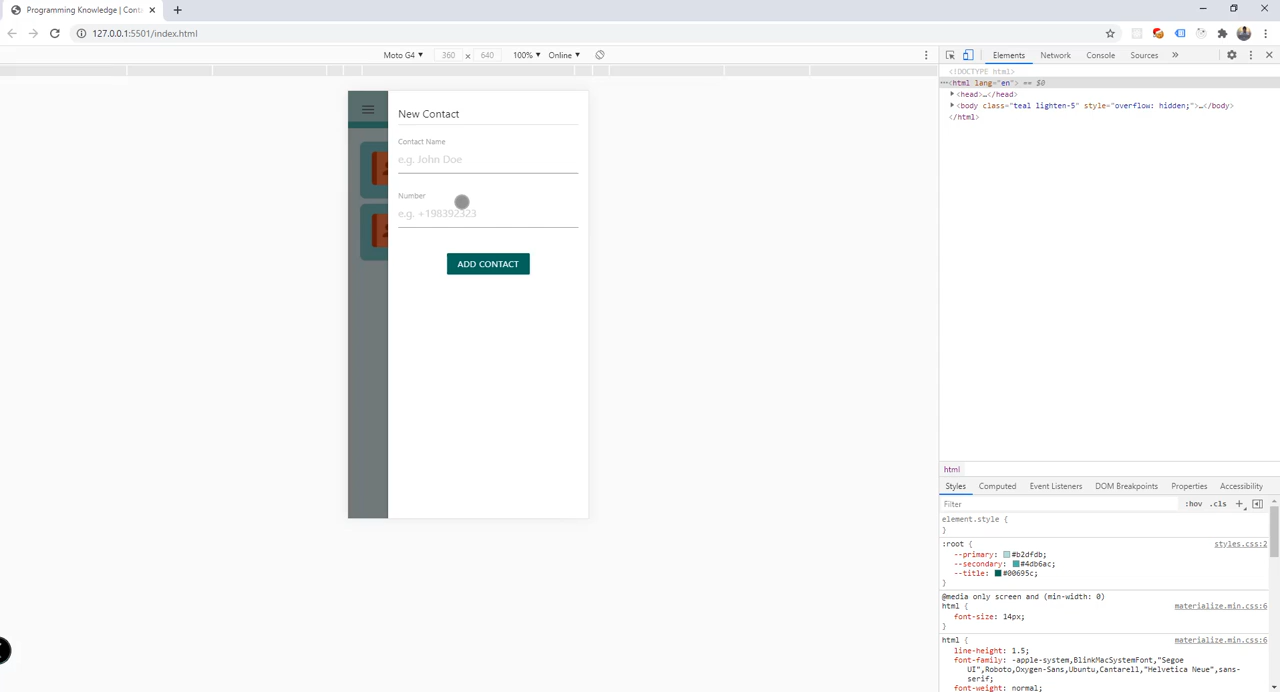 Programming Knowledge | Cont
127.0.0.1:5501/index.html
Moto G4 ▼ 360 × 640 100% ▼ Online ▼
Elements Network Console Sources »
<!DOCTYPE html>
⋯<html lang="en"> == $0
▶<head>…</head>
▶<body class="teal lighten-5" style="overflow: hidden;">…</body>
</html>
New Contact
Contact Name
e.g. John Doe
Number
e.g. +198392323
ADD CONTACT
html
Styles Computed Event Listeners DOM Breakpoints Properties Accessibility
Filter :hov .cls +
element.style {
}
:root { styles.css:2
--primary: #b2dfdb;
--secondary: #4db6ac;
--title: #00695c;
}
@media only screen and (min-width: 0)
html { materialize.min.css:6
font-size: 14px;
}
html { materialize.min.css:6
line-height: 1.5;
font-family: -apple-system,BlinkMacSystemFont,"Segoe
UI",Roboto,Oxygen-Sans,Ubuntu,Cantarell,"Helvetica Neue",sans-
serif;
font-weight: normal;